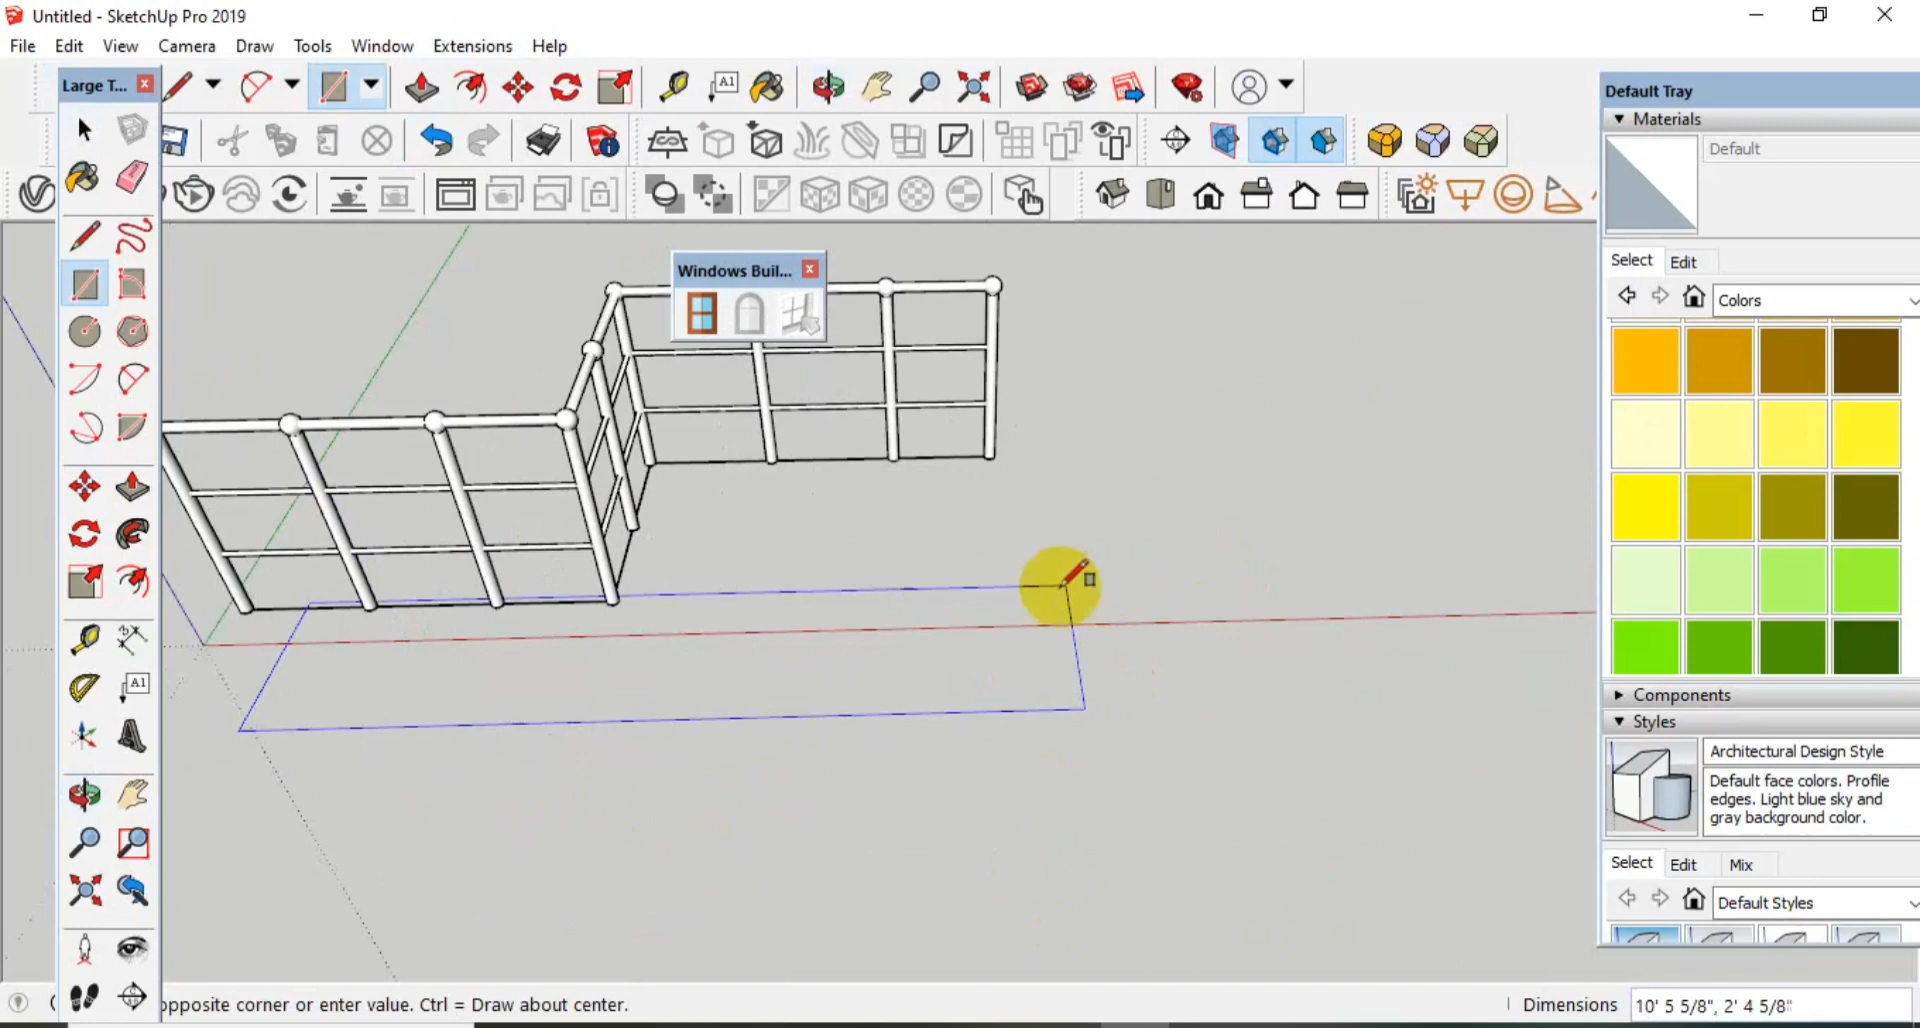 Untitled - SketchUp Pro 2019
File Edit View Camera Draw Tools Window Extensions Help
Large T...
A1
Default Tray
Materials
Default
Select Edit
Colors
Windows Buil...
A1
Components
Styles
Architectural Design Style
Default face colors. Profile
edges. Light blue sky and
gray background color.
Select Edit Mix
Default Styles
opposite corner or enter value. Ctrl = Draw about center.
Dimensions 10' 5 5/8", 2' 4 5/8"